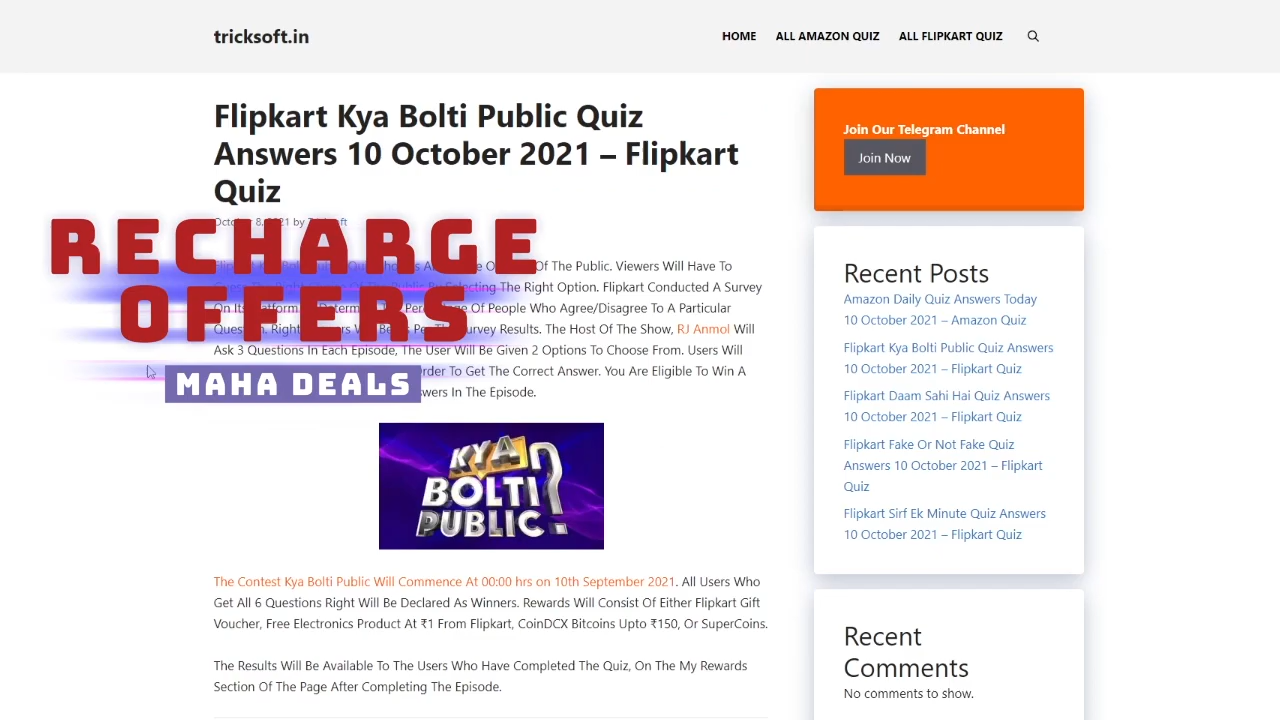 tricksoft.in
HOME
ALL AMAZON QUIZ
ALL FLIPKART QUIZ
Flipkart Kya Bolti Public Quiz
Answers 10 October 2021 – Flipkart
Quiz
October 8, 2021 by
RECHARGE
OFFERS
MAHA DEALS
Of The Public. Viewers Will Have To
Selecting The Right Option. Flipkart Conducted A Survey
Of People Who Agree/Disagree To A Particular
Survey Results. The Host Of The Show, RJ Anmol Will
Ask 3 Questions In Each Episode, The User Will Be Given 2 Options To Choose From. Users Will
Order To Get The Correct Answer. You Are Eligible To Win A
Answers In The Episode.
KYA
BOLTI
PUBLIC?
The Contest Kya Bolti Public Will Commence At 00:00 hrs on 10th September 2021. All Users Who
Get All 6 Questions Right Will Be Declared As Winners. Rewards Will Consist Of Either Flipkart Gift
Voucher, Free Electronics Product At ₹1 From Flipkart, CoinDCX Bitcoins Upto ₹150, Or SuperCoins.
The Results Will Be Available To The Users Who Have Completed The Quiz, On The My Rewards
Section Of The Page After Completing The Episode.
Join Our Telegram Channel
Join Now
Recent Posts
Amazon Daily Quiz Answers Today
10 October 2021 – Amazon Quiz
Flipkart Kya Bolti Public Quiz Answers
10 October 2021 – Flipkart Quiz
Flipkart Daam Sahi Hai Quiz Answers
10 October 2021 – Flipkart Quiz
Flipkart Fake Or Not Fake Quiz
Answers 10 October 2021 – Flipkart
Quiz
Flipkart Sirf Ek Minute Quiz Answers
10 October 2021 – Flipkart Quiz
Recent
Comments
No comments to show.